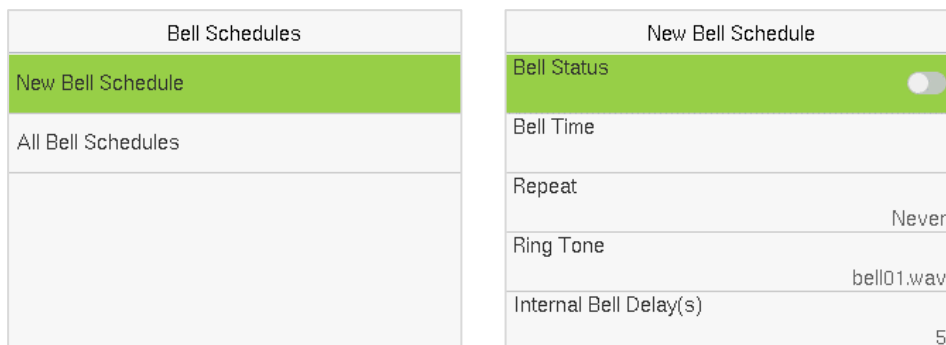 Bell Schedules
New Bell Schedule
All Bell Schedules
New Bell Schedule
Bell Status
Bell Time
Repeat
Never
Ring Tone
bell01.wav
Internal Bell Delay(s)
5